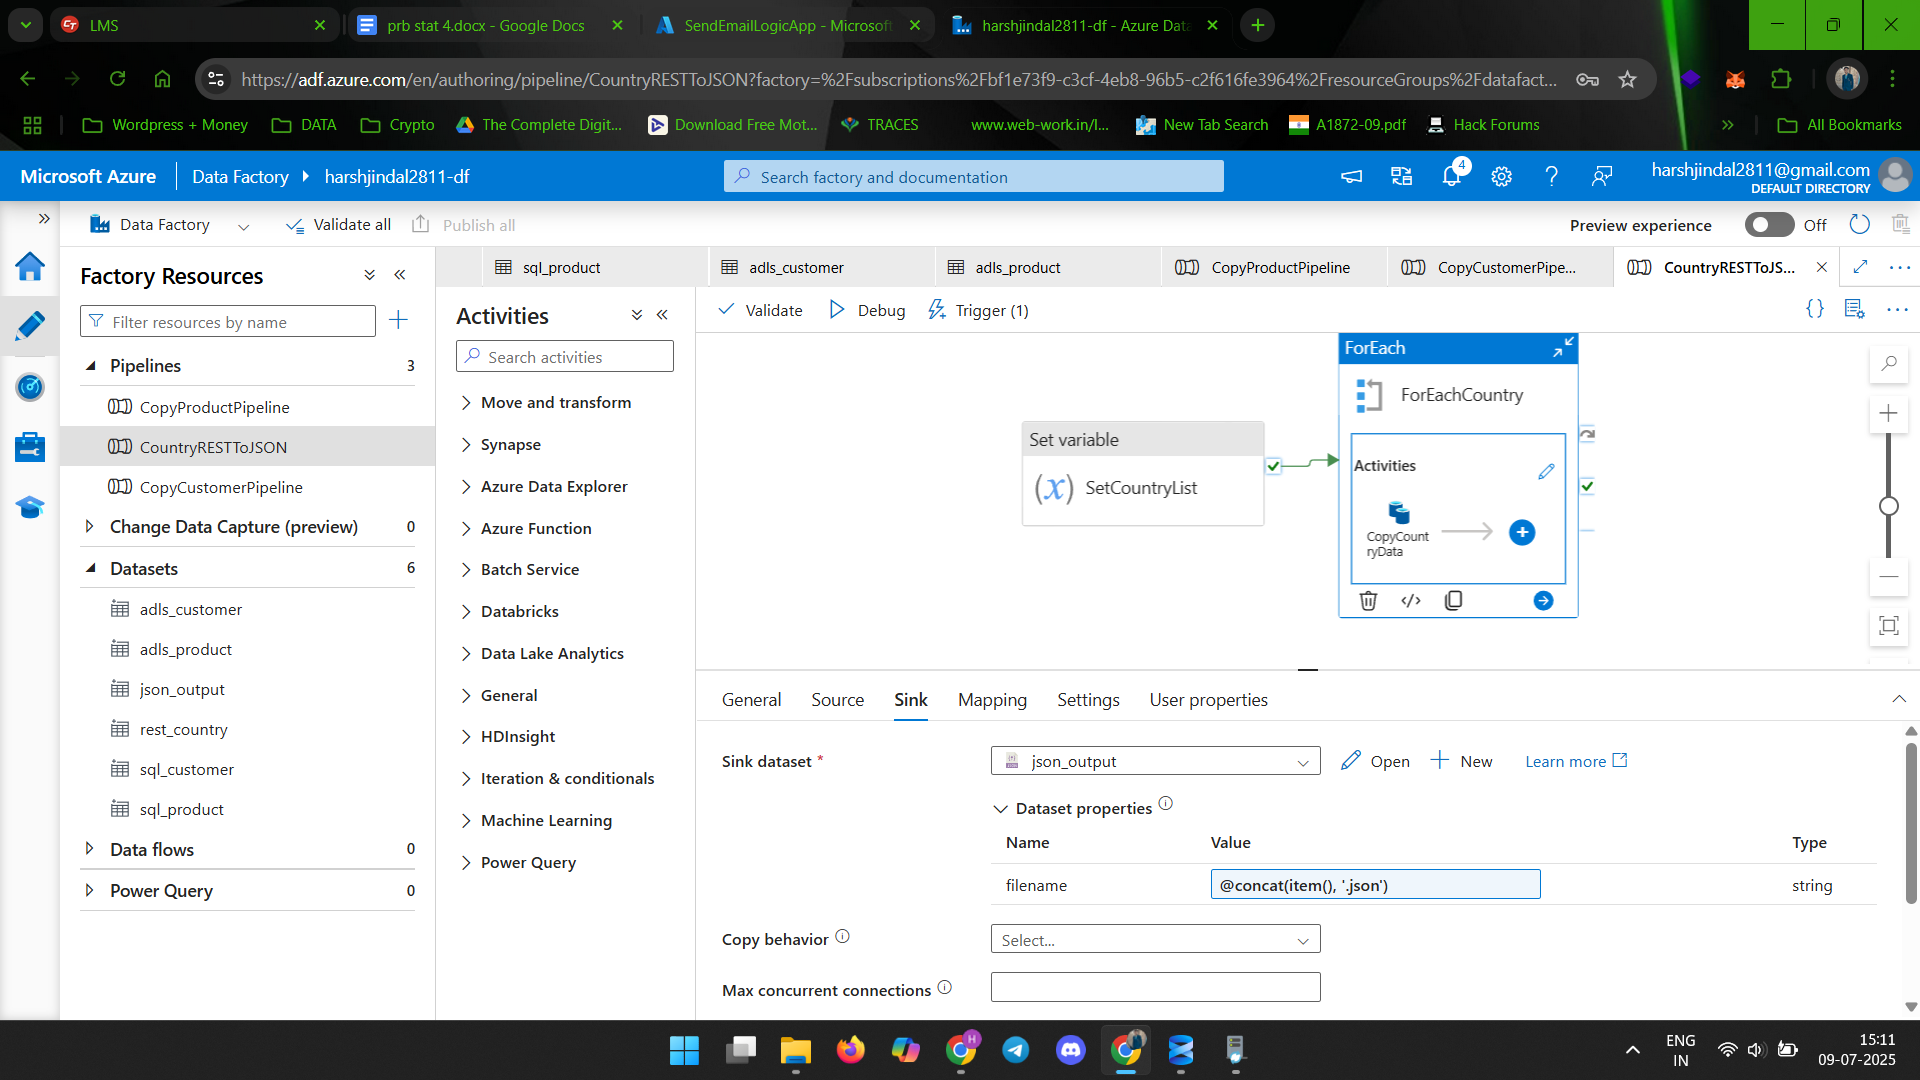 LMS
prb stat 4.docx - Google Docs
SendEmailLogicApp - Microsoft
harshjindal2811-df - Azure Data
https://adf.azure.com/en/authoring/pipeline/CountryRESTToJSON?factory=%2Fsubscriptions%2Fbf1e73f9-c3cf-4eb8-96b5-c2f616fe3964%2FresourceGroups%2Fdatafact...
Wordpress + Money
DATA
Crypto
The Complete Digit...
Download Free Mot...
TRACES
www.web-work.in/l...
New Tab Search
A1872-09.pdf
Hack Forums
All Bookmarks
Microsoft Azure
Data Factory
harshjindal2811-df
Search factory and documentation
4
harshjindal2811@gmail.com
DEFAULT DIRECTORY
Data Factory
Validate all
Publish all
Preview experience
Off
Factory Resources
Filter resources by name
Pipelines 3
CopyProductPipeline
CountryRESTToJSON
CopyCustomerPipeline
Change Data Capture (preview) 0
Datasets 6
adls_customer
adls_product
json_output
rest_country
sql_customer
sql_product
Data flows 0
Power Query 0
sql_product
adls_customer
adls_product
CopyProductPipeline
CopyCustomerPipe...
CountryRESTToJS...
Activities
Search activities
Move and transform
Synapse
Azure Data Explorer
Azure Function
Batch Service
Databricks
Data Lake Analytics
General
HDInsight
Iteration & conditionals
Machine Learning
Power Query
Validate
Debug
Trigger (1)
Set variable
(x) SetCountryList
ForEach
ForEachCountry
Activities
CopyCount
ryData
General
Source
Sink
Mapping
Settings
User properties
Sink dataset *
json_output
Open
New
Learn more
Dataset properties
Name Value Type
filename @concat(item(), '.json') string
Copy behavior
Select...
Max concurrent connections
H
ENG
IN
15:11
09-07-2025